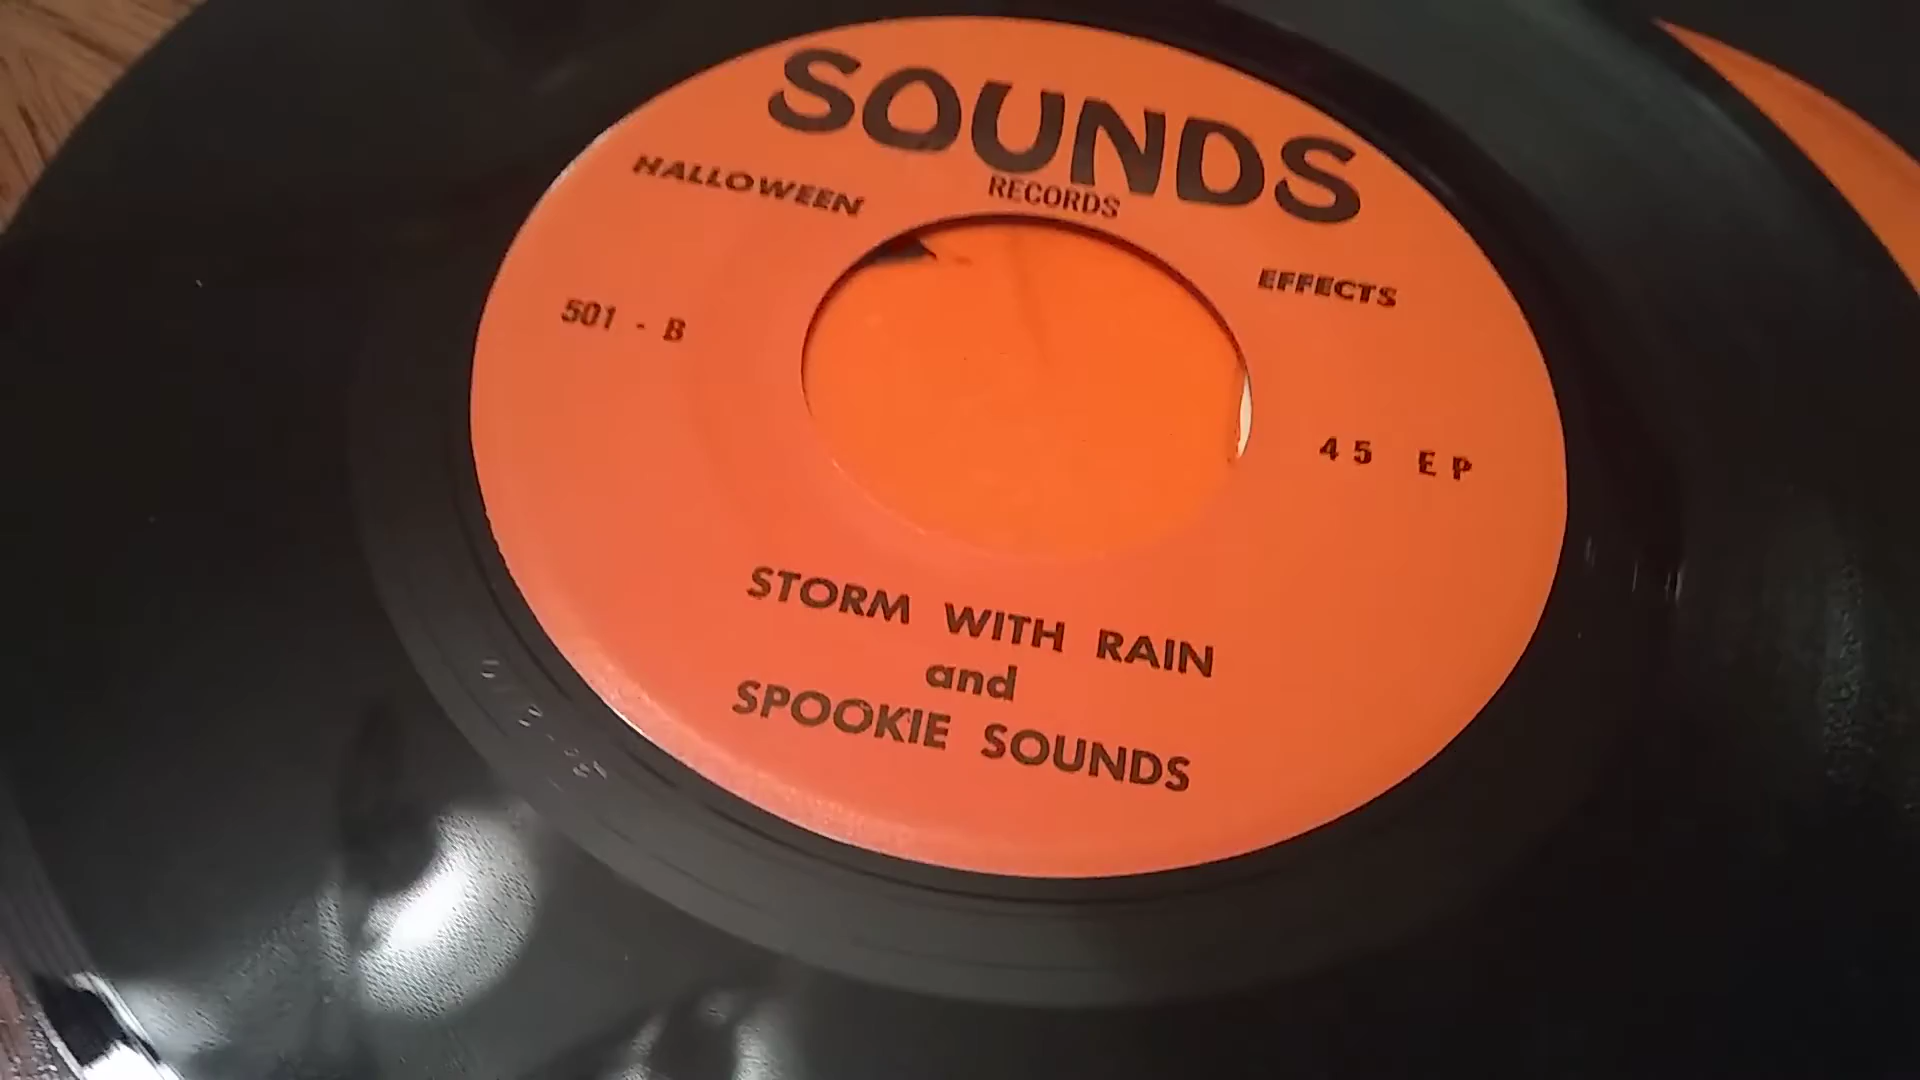 SOUNDS
RECORDS
HALLOWEEN EFFECTS
501 - B
45 EP
STORM WITH RAIN
and
SPOOKIE SOUNDS